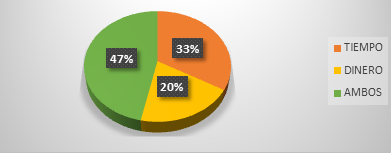 33%
47%
20%
TIEMPO
DINERO
AMBOS